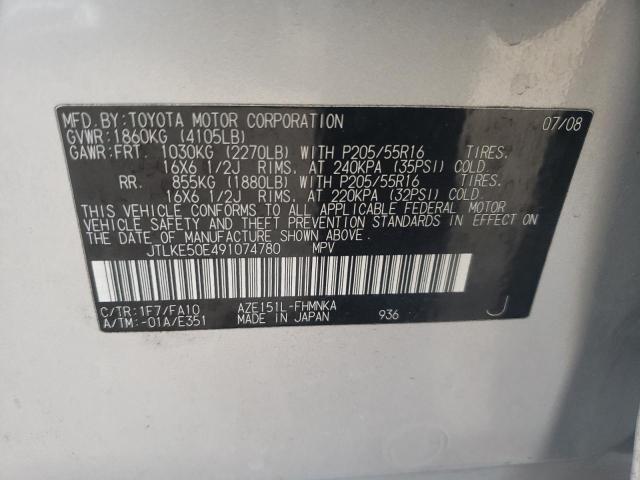 MFD. BY: TOYOTA MOTOR CORPORATION 07/08
GVWR: 1860KG (4105LB)
GAWR: FRT. 1030KG (2270LB) WITH P205/55R16 TIRES.
16X6 1/2J RIMS. AT 240KPA (35PSI) COLD.
RR. 855KG (1880LB) WITH P205/55R16 TIRES.
16X6 1/2J RIMS. AT 220KPA (32PSI) COLD.
THIS VEHICLE CONFORMS TO ALL APPLICABLE FEDERAL MOTOR
VEHICLE SAFETY AND THEFT PREVENTION STANDARDS IN EFFECT ON
THE DATE OF MANUFACTURE SHOWN ABOVE.
JTLKE50E491074780 MPV
C/TR: 1F7/FA10 AZE151L-FHMNKA
A/TM: -01A/E351 MADE IN JAPAN 936 J